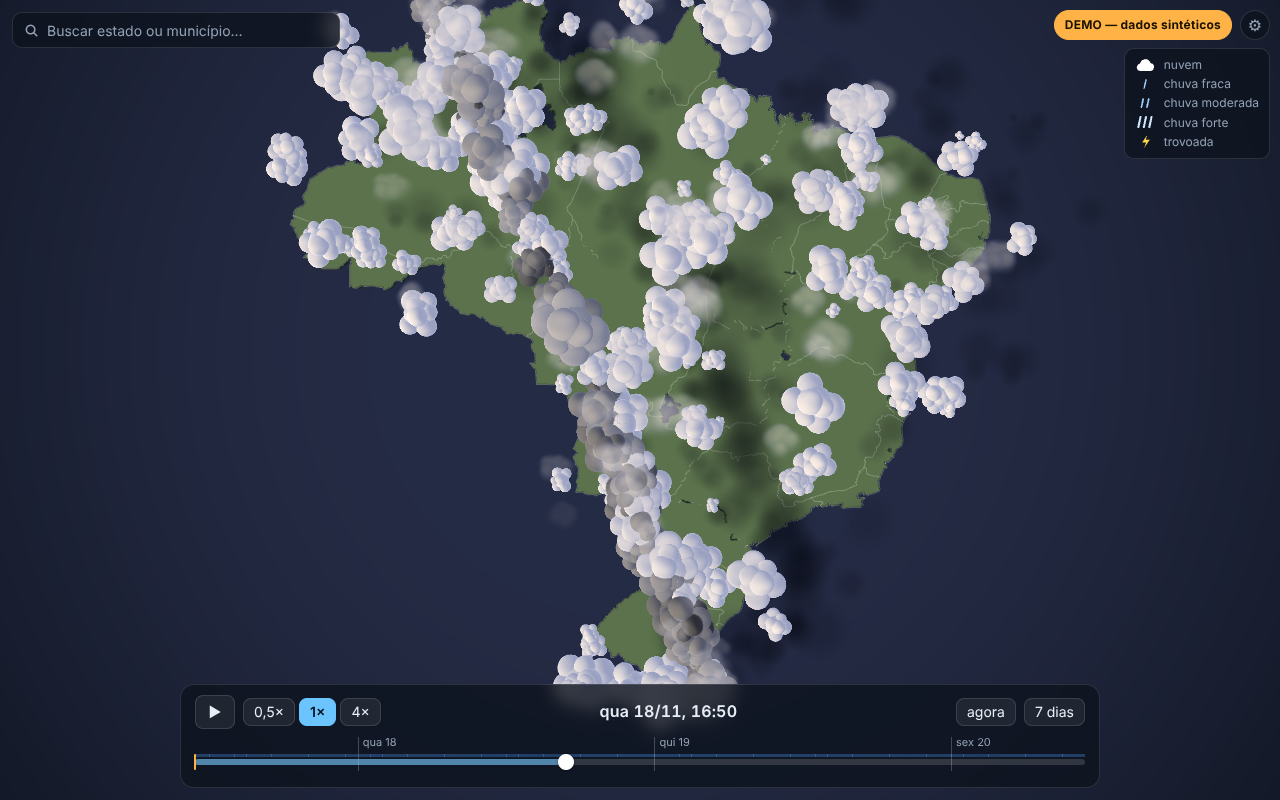 Buscar estado ou município...
DEMO — dados sintéticos
nuvem
chuva fraca
chuva moderada
chuva forte
trovoada
0,5×
1×
4×
qua 18/11, 16:50
agora
7 dias
qua 18
qui 19
sex 20